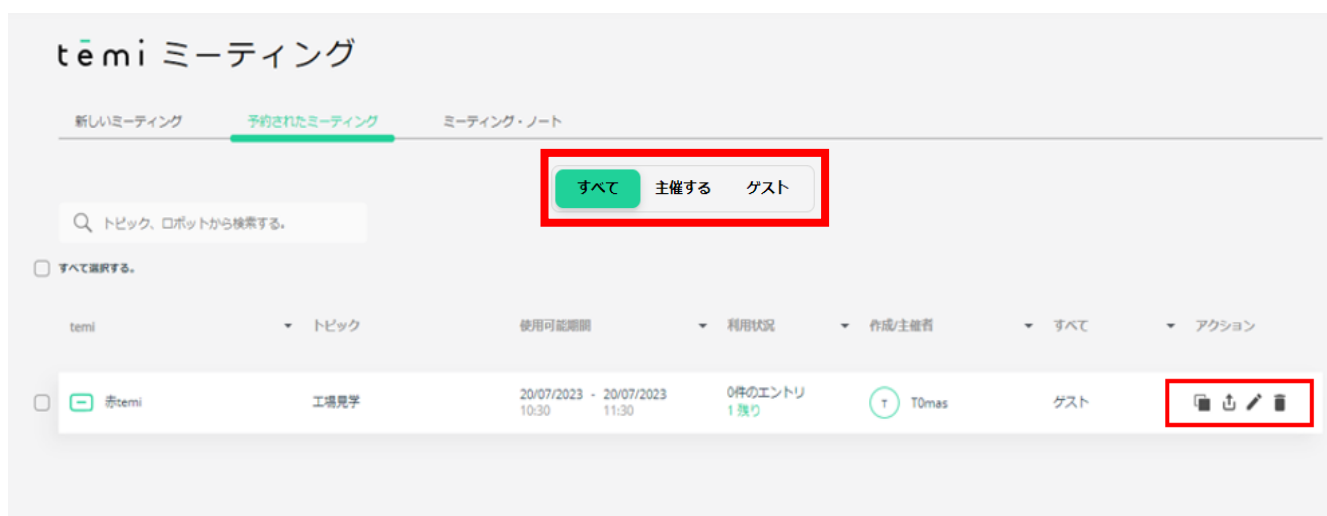 tēmi ミーティング
新しいミーティング 予約されたミーティング ミーティング・ノート
すべて 主催する ゲスト
トピック、ロボットから検索する。
すべて選択する。
temi トピック 使用可能期間 利用状況 作成/主催者 すべて アクション
赤temi 工場見学 20/07/2023 - 20/07/2023 0件のエントリ T T0mas ゲスト
10:30 11:30 1 残り